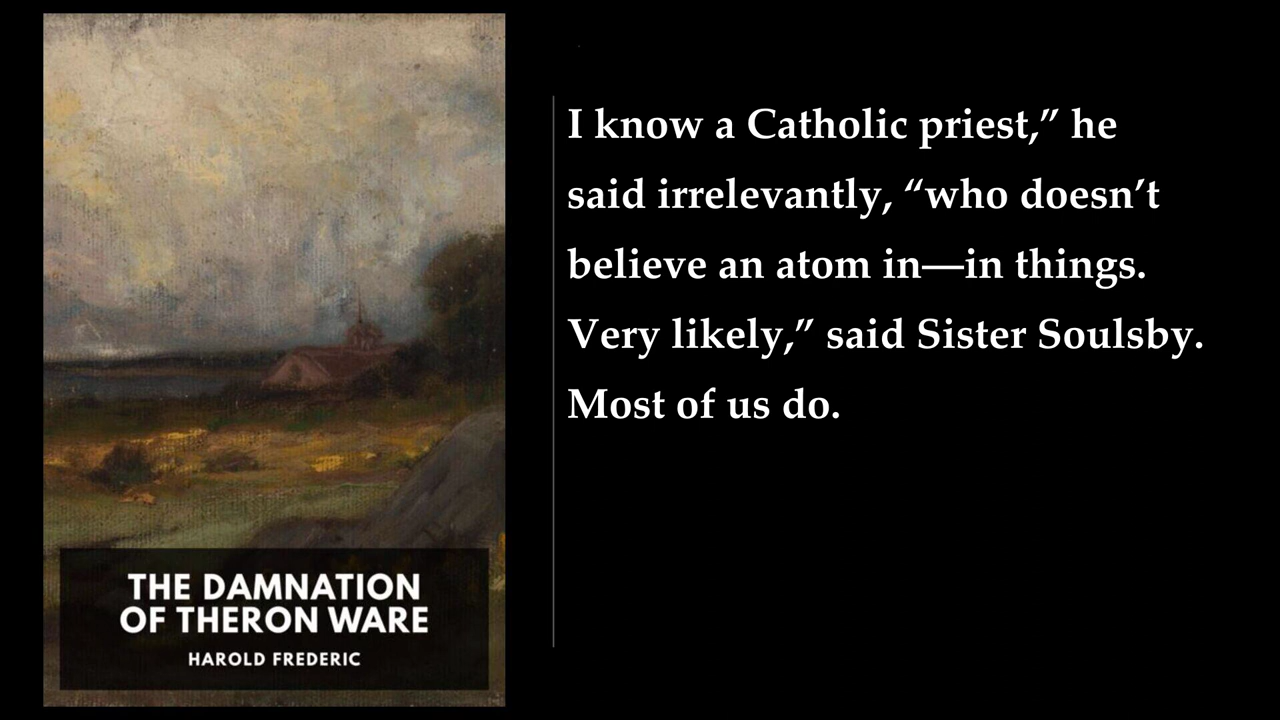 THE DAMNATION
OF THERON WARE
HAROLD FREDERIC
I know a Catholic priest,” he
said irrelevantly, “who doesn’t
believe an atom in—in things.
Very likely,” said Sister Soulsby.
Most of us do.